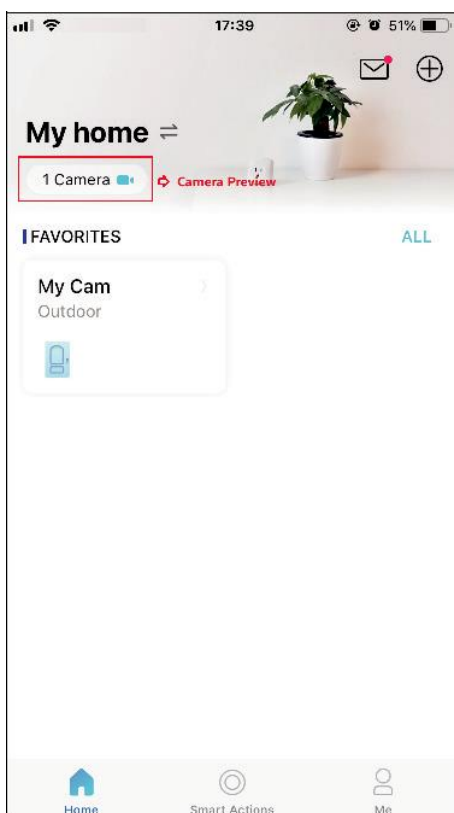 17:39
51%
My home
1 Camera
Camera Preview
FAVORITES
ALL
My Cam
Outdoor
Home
Smart Actions
Me